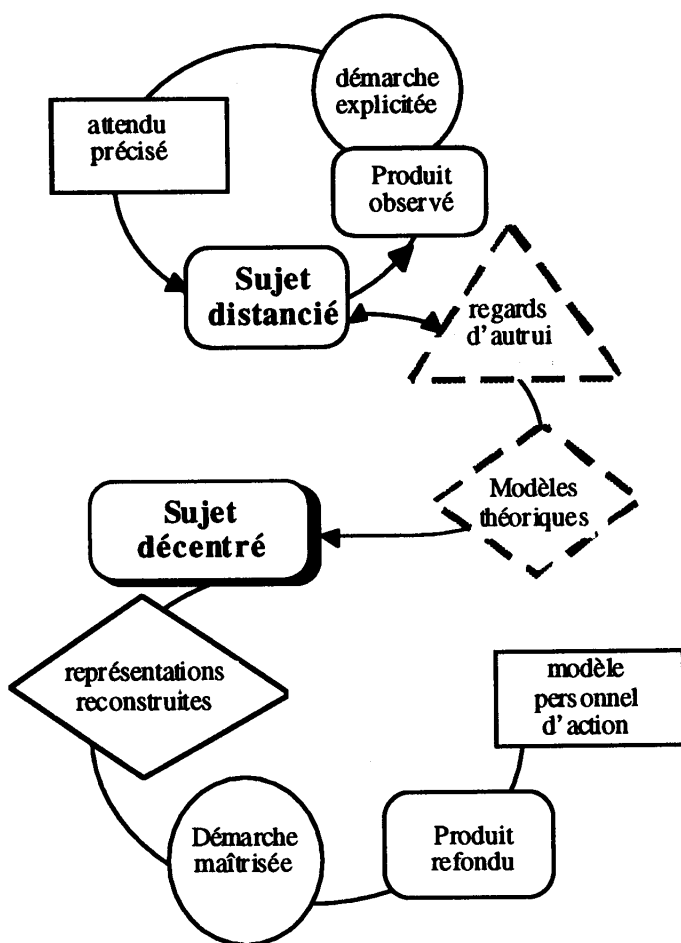 démarche
explicitée
attendu
précisé
Produit
observé
Sujet
distancié
regards
d'autrui
Modèles
théoriques
Sujet
décentré
représentations
reconstruites
modèle
personnel
d'action
Démarche
maîtrisée
Produit
refondu